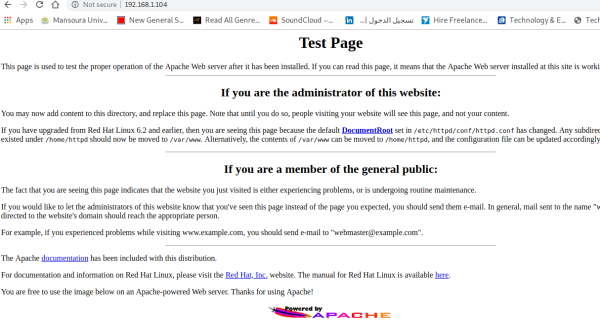 Not secure | 192.168.1.104
Apps Mansoura Univ... New General S... Read All Genre... SoundCloud –... تسجيل الدخول إ... Hire Freelance... Technology & E... Tech
Test Page
This page is used to test the proper operation of the Apache Web server after it has been installed. If you can read this page, it means that the Apache Web server installed at this site is worki
If you are the administrator of this website:
You may now add content to this directory, and replace this page. Note that until you do so, people visiting your website will see this page, and not your content.
If you have upgraded from Red Hat Linux 6.2 and earlier, then you are seeing this page because the default DocumentRoot set in /etc/httpd/conf/httpd.conf has changed. Any subdirec
existed under /home/httpd should now be moved to /var/www. Alternatively, the contents of /var/www can be moved to /home/httpd, and the configuration file can be updated accordingly
If you are a member of the general public:
The fact that you are seeing this page indicates that the website you just visited is either experiencing problems, or is undergoing routine maintenance.
If you would like to let the administrators of this website know that you've seen this page instead of the page you expected, you should send them e-mail. In general, mail sent to the name "w
directed to the website's domain should reach the appropriate person.
For example, if you experienced problems while visiting www.example.com, you should send e-mail to "webmaster@example.com".
The Apache documentation has been included with this distribution.
For documentation and information on Red Hat Linux, please visit the Red Hat, Inc. website. The manual for Red Hat Linux is available here.
You are free to use the image below on an Apache-powered Web server. Thanks for using Apache!
Powered by
APACHE